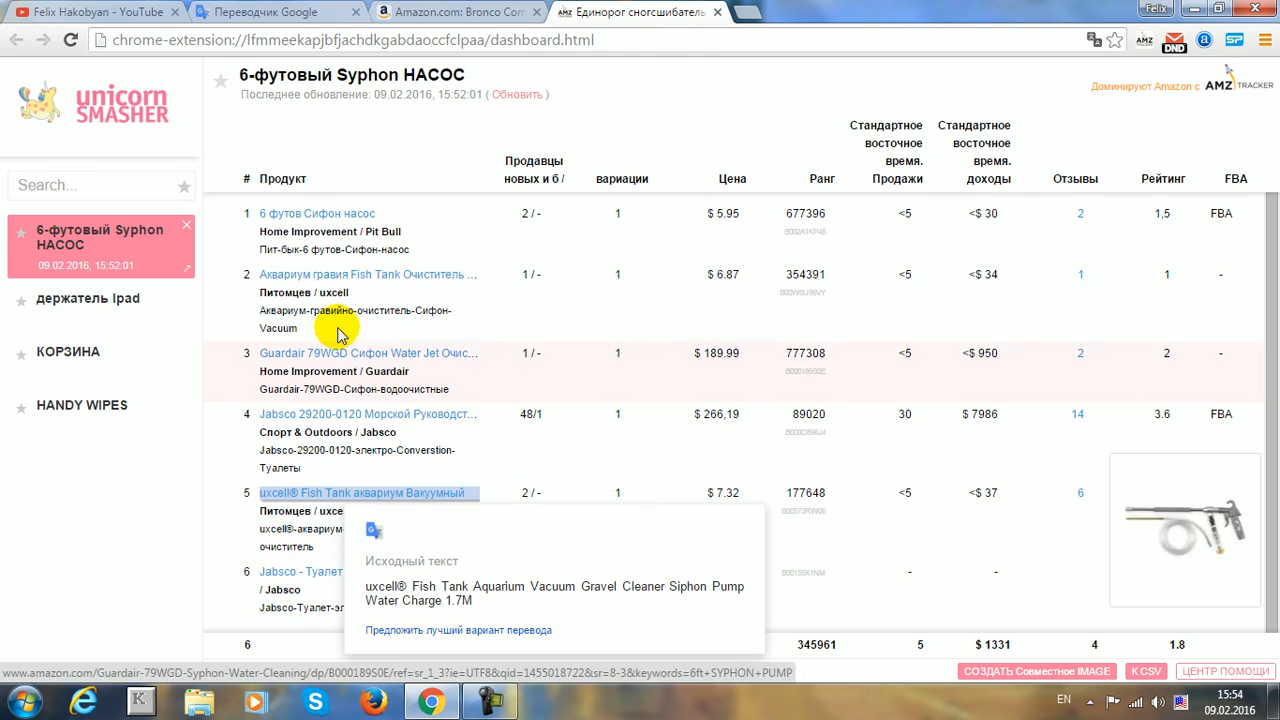 Felix Hakobyan - YouTube
Переводчик Google
Amazon.com: Bronco Com
AMZ Единорог сногсшибатель
Felix
chrome-extension://lfmmeekapjbfjachdkgabdaoccfclpaa/dashboard.html
AMZ
DND
a
SP
unicorn
SMASHER
6-футовый Syphon НАСОС
Последнее обновление: 09.02.2016, 15:52:01 ( Обновить )
Доминируют Amazon с AMZ TRACKER
Search...
6-футовый Syphon
НАСОС
09.02.2016, 15:52:01
держатель Ipad
КОРЗИНА
HANDY WIPES
# Продукт Продавцы новых и б / вариации Цена Ранг Стандартное восточное время. Продажи Стандартное восточное время. доходы Отзывы Рейтинг FBA
1 6 футов Сифон насос 2 / - 1 $ 5.95 677396 <5 <$ 30 2 1,5 FBA
Home Improvement / Pit Bull B002A1KP48
Пит-бык-6 футов-Сифон-насос
2 Аквариум гравия Fish Tank Очиститель ... 1 / - 1 $ 6.87 354391 <5 <$ 34 1 1 -
Питомцев / uxcell
Аквариум-гравийно-очиститель-Сифон-
Vacuum
3 Guardair 79WGD Сифон Water Jet Очис... 1 / - 1 $ 189.99 777308 <5 <$ 950 2 2 -
Home Improvement / Guardair B000189S0E
Guardair-79WGD-Сифон-водоочистные
4 Jabsco 29200-0120 Морской Руководст... 48/1 1 $ 266,19 89020 30 $ 7986 14 3.6 FBA
Спорт & Outdoors / Jabsco B000O895J4
Jabsco-29200-0120-электро-Converstion-
Туалеты
5 uxcell® Fish Tank аквариум Вакуумный 2 / - 1 $ 7.32 177648 <5 <$ 37 6
Питомцев / uxce
uxcell®-аквариум-
очиститель
6 Jabsco - Туалет - -
/ Jabsco
Jabsco-Туалет-эл
Исходный текст
uxcell® Fish Tank Aquarium Vacuum Gravel Cleaner Siphon Pump
Water Charge 1.7M
Предложить лучший вариант перевода
6 345961 5 $ 1331 4 1.8
www.amazon.com/Guardair-79WGD-Syphon-Water-Cleaning/dp/B000189S0E/ref=sr_1_3?ie=UTF8&qid=1455018722&sr=8-3&keywords=6ft+SYPHON+PUMP
СОЗДАТЬ Совместное IMAGE
К CSV
ЦЕНТР ПОМОЩИ
EN
15:54
09.02.2016